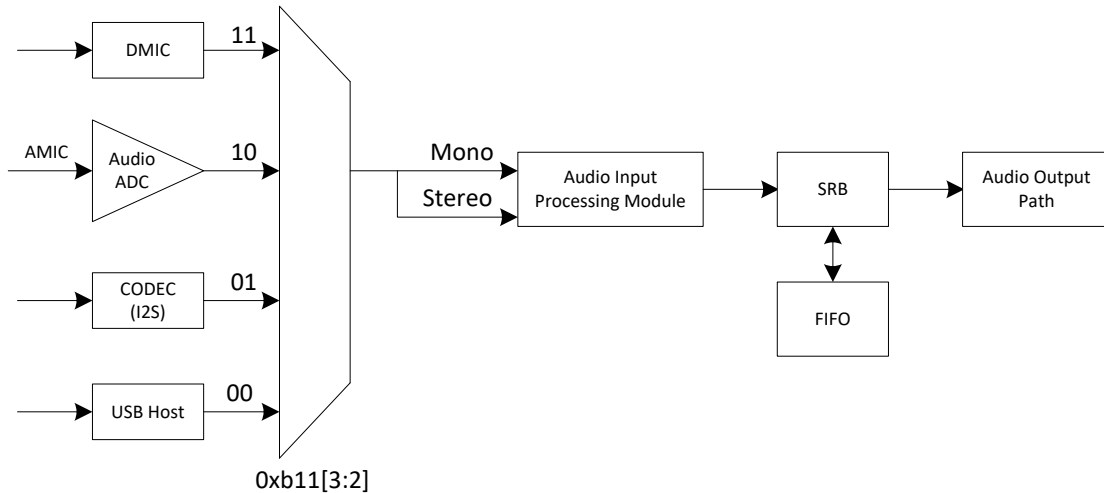 DMIC
11
AMIC
Audio
ADC
10
CODEC
(I2S)
01
USB Host
00
0xb11[3:2]
Mono
Stereo
Audio Input
Processing Module
SRB
FIFO
Audio Output
Path